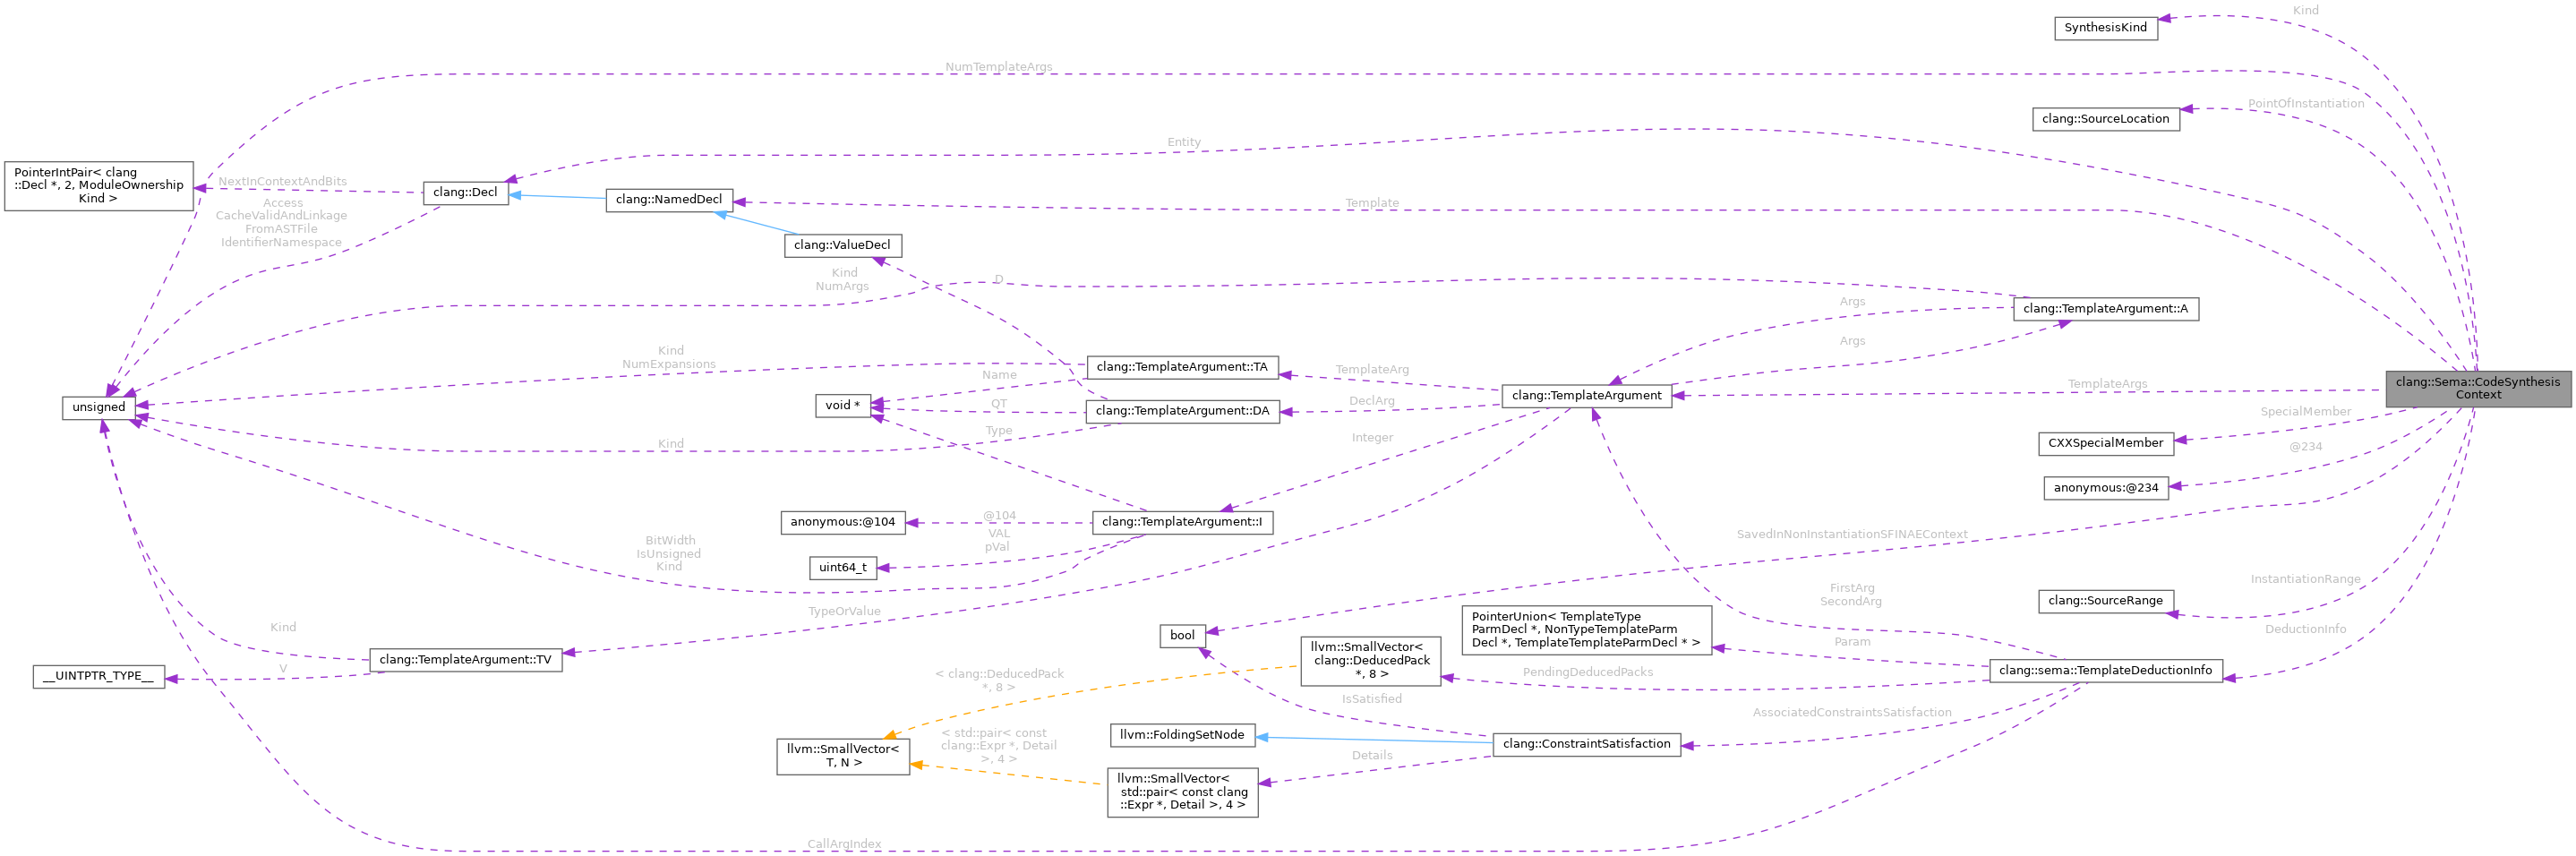 Kind
SynthesisKind
NumTemplateArgs
PointOfInstantiation
clang::SourceLocation
Entity
PointerIntPair< clang
::Decl *, 2, ModuleOwnership
Kind >
NextInContextAndBits
clang::Decl
clang::NamedDecl
Template
Access
CacheValidAndLinkage
FromASTFile
IdentifierNamespace
clang::ValueDecl
Kind
NumArgs
D
Args
clang::TemplateArgument::A
Args
Kind
NumExpansions
clang::TemplateArgument::TA
TemplateArg
Name
clang::Sema::CodeSynthesis
Context
TemplateArgs
clang::TemplateArgument
unsigned
void *
QT
clang::TemplateArgument::DA
DeclArg
SpecialMember
Type
Kind
Integer
CXXSpecialMember
@234
anonymous:@234
anonymous:@104
@104
clang::TemplateArgument::I
VAL
pVal
BitWidth
IsUnsigned
Kind
uint64_t
SavedInNonInstantiationSFINAEContext
InstantiationRange
FirstArg
SecondArg
clang::SourceRange
TypeOrValue
PointerUnion< TemplateType
ParmDecl *, NonTypeTemplateParm
Decl *, TemplateTemplateParmDecl * >
Kind
bool
DeductionInfo
Param
llvm::SmallVector<
clang::DeducedPack
*, 8 >
clang::TemplateArgument::TV
V
__UINTPTR_TYPE__
< clang::DeducedPack
*, 8 >
PendingDeducedPacks
clang::sema::TemplateDeductionInfo
IsSatisfied
AssociatedConstraintsSatisfaction
llvm::FoldingSetNode
< std::pair< const
clang::Expr *, Detail
>, 4 >
llvm::SmallVector<
T, N >
clang::ConstraintSatisfaction
Details
llvm::SmallVector<
std::pair< const clang
::Expr *, Detail >, 4 >
CallArgIndex